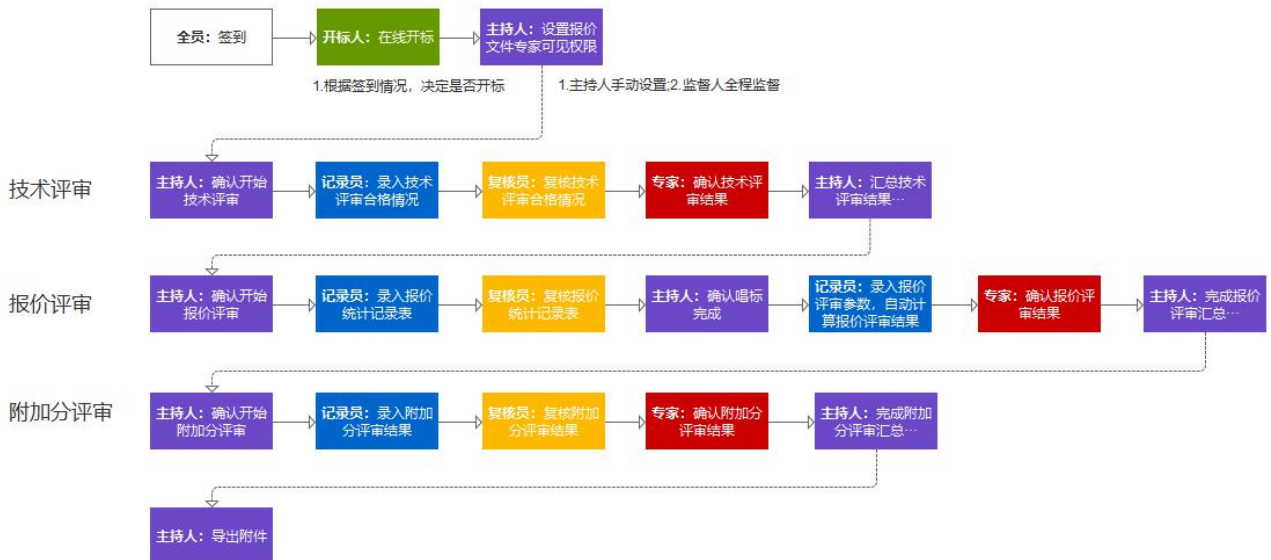 全员：签到
开标人：在线开标
主持人：设置报价
文件专家可见权限
1.根据签到情况，决定是否开标
1.主持人手动设置;2.监督人全程监督
技术评审
主持人：确认开始
技术评审
记录员：录入技术
评审合格情况
复核员：复核技术
评审合格情况
专家：确认技术评
审结果
主持人：汇总技术
评审结果…
报价评审
主持人：确认开始
报价评审
记录员：录入报价
统计记录表
复核员：复核报价
统计记录表
主持人：确认唱标
完成
记录员：录入报价
评审参数，自动计
算报价评审结果
专家：确认报价评
审结果
主持人：完成报价
评审汇总…
附加分评审
主持人：确认开始
附加分评审
记录员：录入附加
分评审结果
复核员：复核附加
分评审结果
专家：确认附加分
评审结果
主持人：完成附加
分评审汇总…
主持人：导出附件